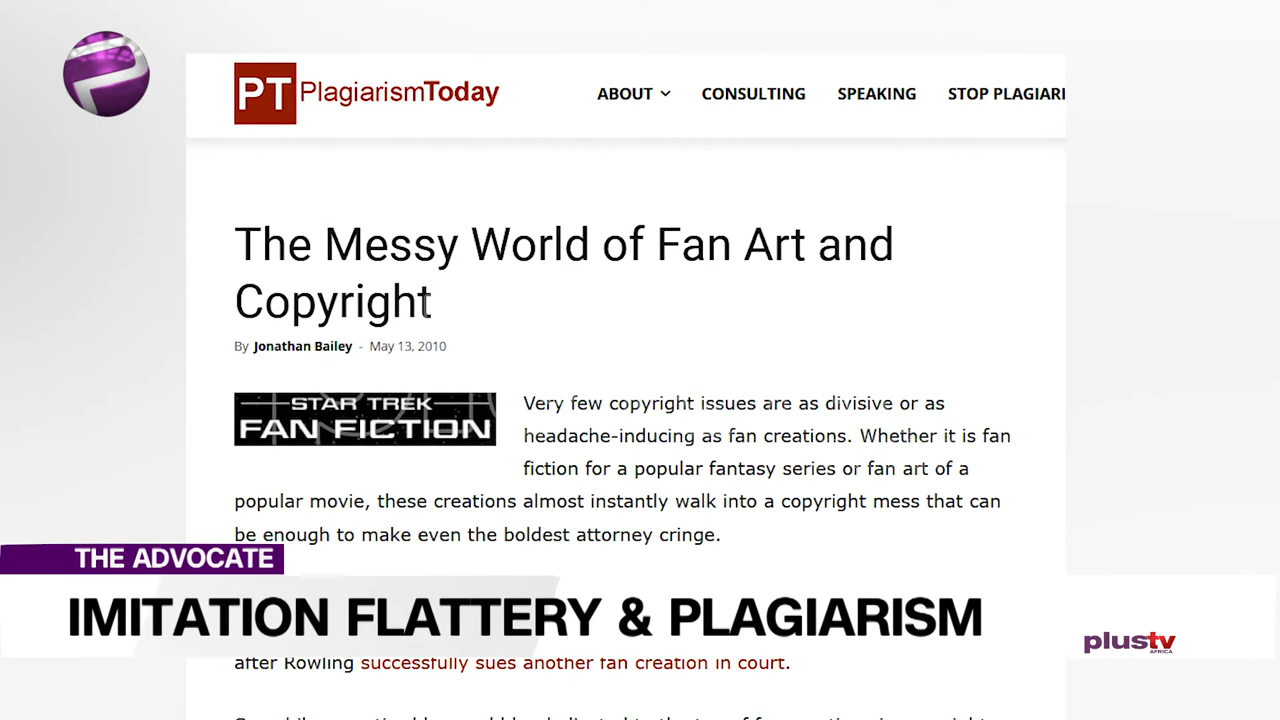 PT PlagiarismToday
ABOUT CONSULTING SPEAKING STOP PLAGIARI
The Messy World of Fan Art and
Copyright
By Jonathan Bailey - May 13, 2010
STAR TREK
FAN FICTION
Very few copyright issues are as divisive or as
headache-inducing as fan creations. Whether it is fan
fiction for a popular fantasy series or fan art of a
popular movie, these creations almost instantly walk into a copyright mess that can
be enough to make even the boldest attorney cringe.
THE ADVOCATE
IMITATION FLATTERY & PLAGIARISM
plustv
AFRICA
after Rowling successfully sues another fan creation in court.